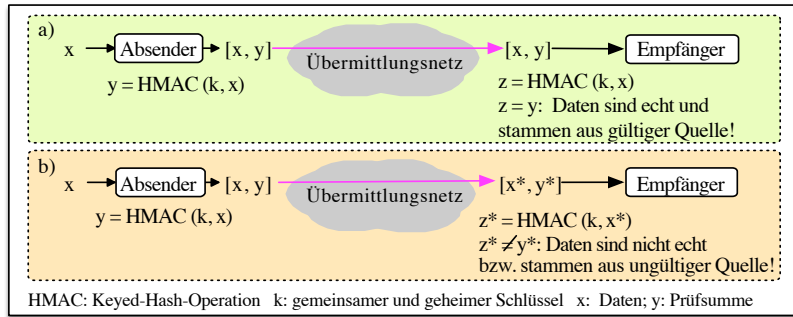 a)
x Absender [x, y] Übermittlungsnetz [x, y] Empfänger
y = HMAC (k, x)
z = HMAC (k, x)
z = y: Daten sind echt und
stammen aus gültiger Quelle!
b)
x Absender [x, y] Übermittlungsnetz [x*, y*] Empfänger
y = HMAC (k, x)
z* = HMAC (k, x*)
z* ≠ y*: Daten sind nicht echt
bzw. stammen aus ungültiger Quelle!
HMAC: Keyed-Hash-Operation k: gemeinsamer und geheimer Schlüssel x: Daten; y: Prüfsumme